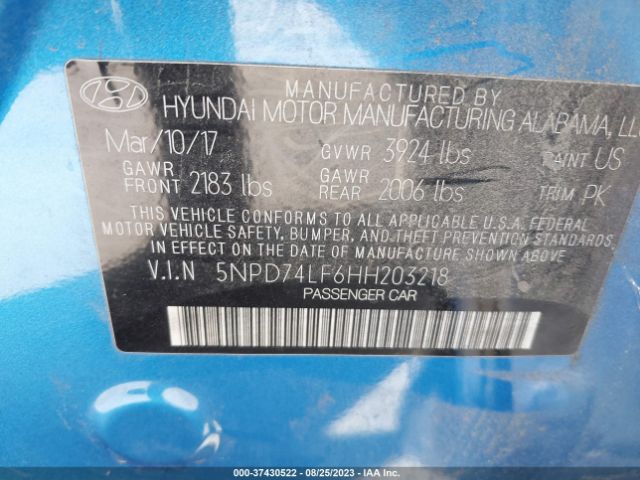 MANUFACTURED BY
HYUNDAI MOTOR MANUFACTURING ALABAMA, LL
Mar/10/17 GVWR 3924 lbs PAINT US
GAWR FRONT 2183 lbs GAWR REAR 2006 lbs TRIM PK
THIS VEHICLE CONFORMS TO ALL APPLICABLE U.S.A. FEDERAL
MOTOR VEHICLE SAFETY, BUMPER, AND THEFT PREVENTION STANDARDS
IN EFFECT ON THE DATE OF MANUFACTURE SHOWN ABOVE.
V.I.N 5NPD74LF6HH203218
PASSENGER CAR
000-37430522 - 08/25/2023 - IAA Inc.